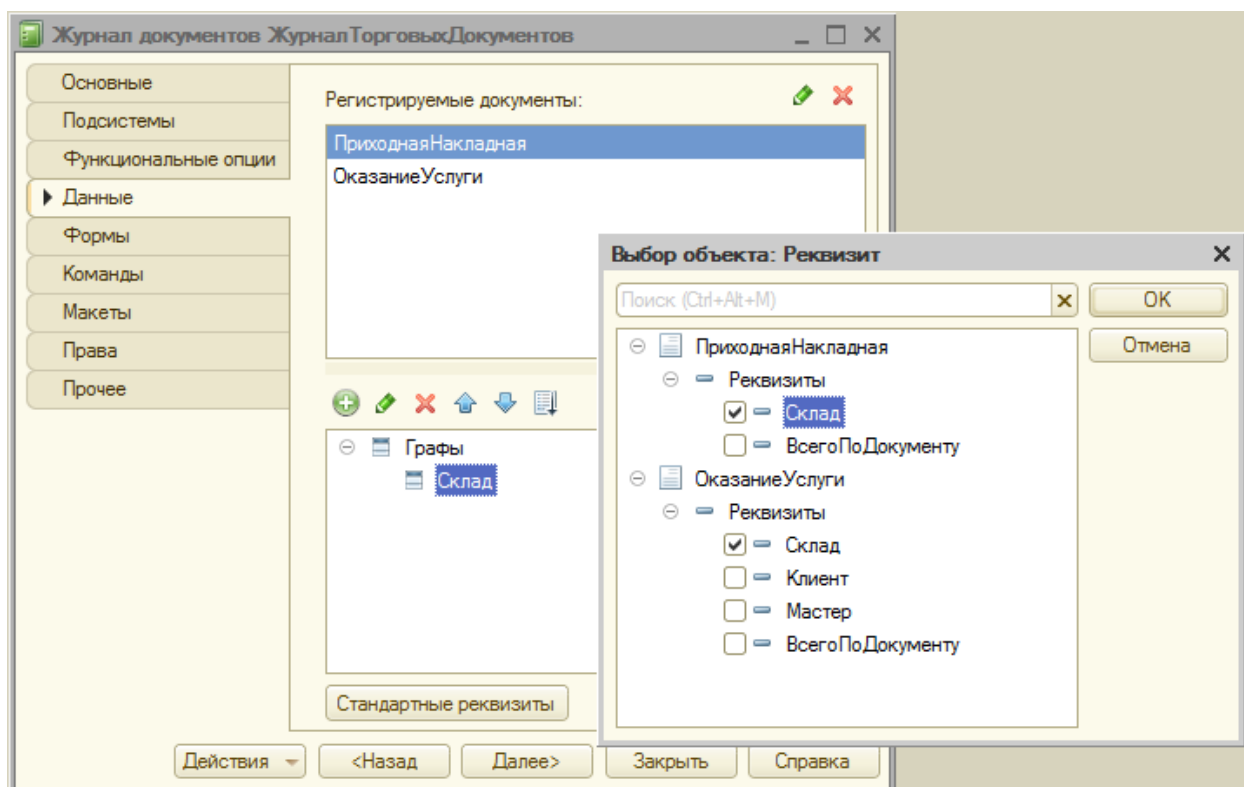 Журнал документов ЖурналТорговыхДокументов
Основные
Подсистемы
Функциональные опции
Данные
Формы
Команды
Макеты
Права
Прочее
Регистрируемые документы:
ПриходнаяНакладная
ОказаниеУслуги
Графы
Склад
Стандартные реквизиты
Действия
<Назад
Далее>
Закрыть
Справка
Выбор объекта: Реквизит
Поиск (Ctrl+Alt+M)
OK
Отмена
ПриходнаяНакладная
Реквизиты
Склад
ВсегоПоДокументу
ОказаниеУслуги
Реквизиты
Склад
Клиент
Мастер
ВсегоПоДокументу